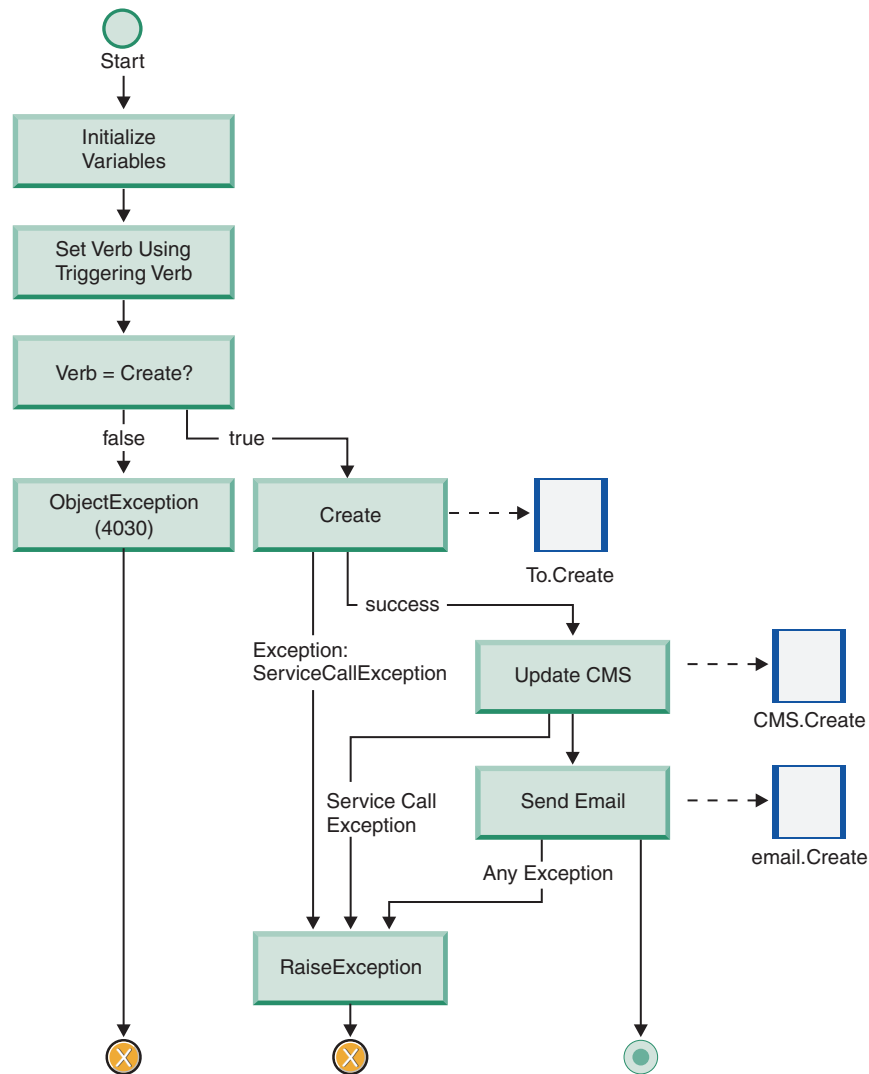 Start
Initialize
Variables
Set Verb Using
Triggering Verb
Verb = Create?
false
true
ObjectException
(4030)
Create
To.Create
success
Exception:
ServiceCallException
Update CMS
CMS.Create
Service Call
Exception
Send Email
email.Create
Any Exception
RaiseException
X
X